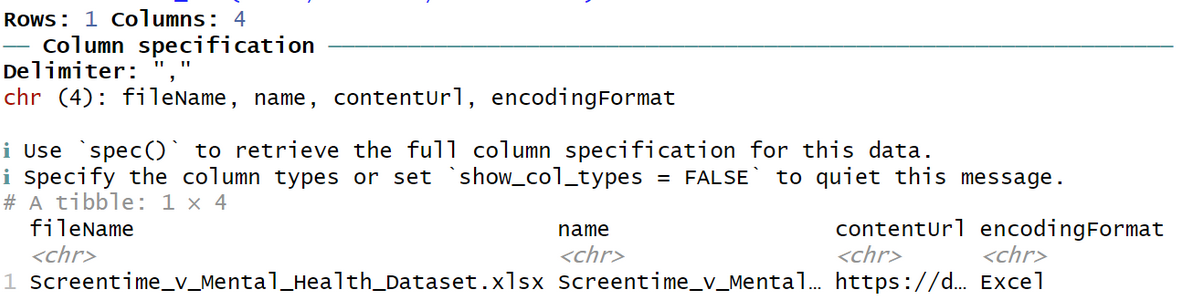 Rows: 1 Columns: 4
── Column specification ────────────────────────────────────────────────────────
Delimiter: ","
chr (4): fileName, name, contentUrl, encodingFormat
ℹ Use `spec()` to retrieve the full column specification for this data.
ℹ Specify the column types or set `show_col_types = FALSE` to quiet this message.
# A tibble: 1 × 4
fileName name contentUrl encodingFormat
<chr> <chr> <chr> <chr>
1 Screentime_v_Mental_Health_Dataset.xlsx Screentime_v_Mental… https://d… Excel